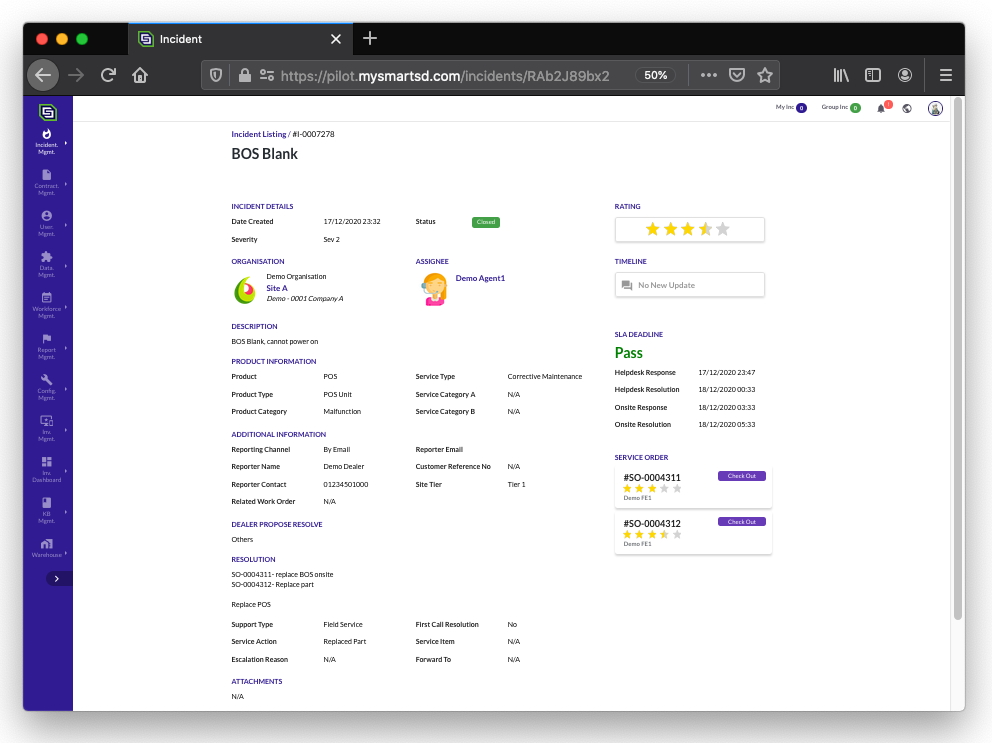 Incident
https://pilot.mysmartsd.com/incidents/RAb2J89bx2
50%
My Inc 0
Group Inc 0
Incident. Mgmt.
Contract. Mgmt.
User. Mgmt.
Data. Mgmt.
Workforce Mgmt.
Report Mgmt.
Config. Mgmt.
Inv. Mgmt.
Inv. Dashboard
KB Mgmt.
Warehouse
Incident Listing / #I-0007278
BOS Blank
INCIDENT DETAILS
Date Created 17/12/2020 23:32 Status Closed
Severity Sev 2
ORGANISATION ASSIGNEE
Demo Organisation
Site A
Demo - 0001 Company A
Demo Agent1
DESCRIPTION
BOS Blank, cannot power on
PRODUCT INFORMATION
Product POS Service Type Corrective Maintenance
Product Type POS Unit Service Category A N/A
Product Category Malfunction Service Category B N/A
ADDITIONAL INFORMATION
Reporting Channel By Email Reporter Email
Reporter Name Demo Dealer Customer Reference No N/A
Reporter Contact 01234501000 Site Tier Tier 1
Related Work Order N/A
DEALER PROPOSE RESOLVE
Others
RESOLUTION
SO-0004311- replace BOS onsite
SO-0004312- Replace part
Replace POS
Support Type Field Service First Call Resolution No
Service Action Replaced Part Service Item N/A
Escalation Reason N/A Forward To N/A
ATTACHMENTS
N/A
RATING
TIMELINE
No New Update
SLA DEADLINE
Pass
Helpdesk Response 17/12/2020 23:47
Helpdesk Resolution 18/12/2020 00:33
Onsite Response 18/12/2020 03:33
Onsite Resolution 18/12/2020 05:33
SERVICE ORDER
#SO-0004311 Check Out
Demo FE1
#SO-0004312 Check Out
Demo FE1